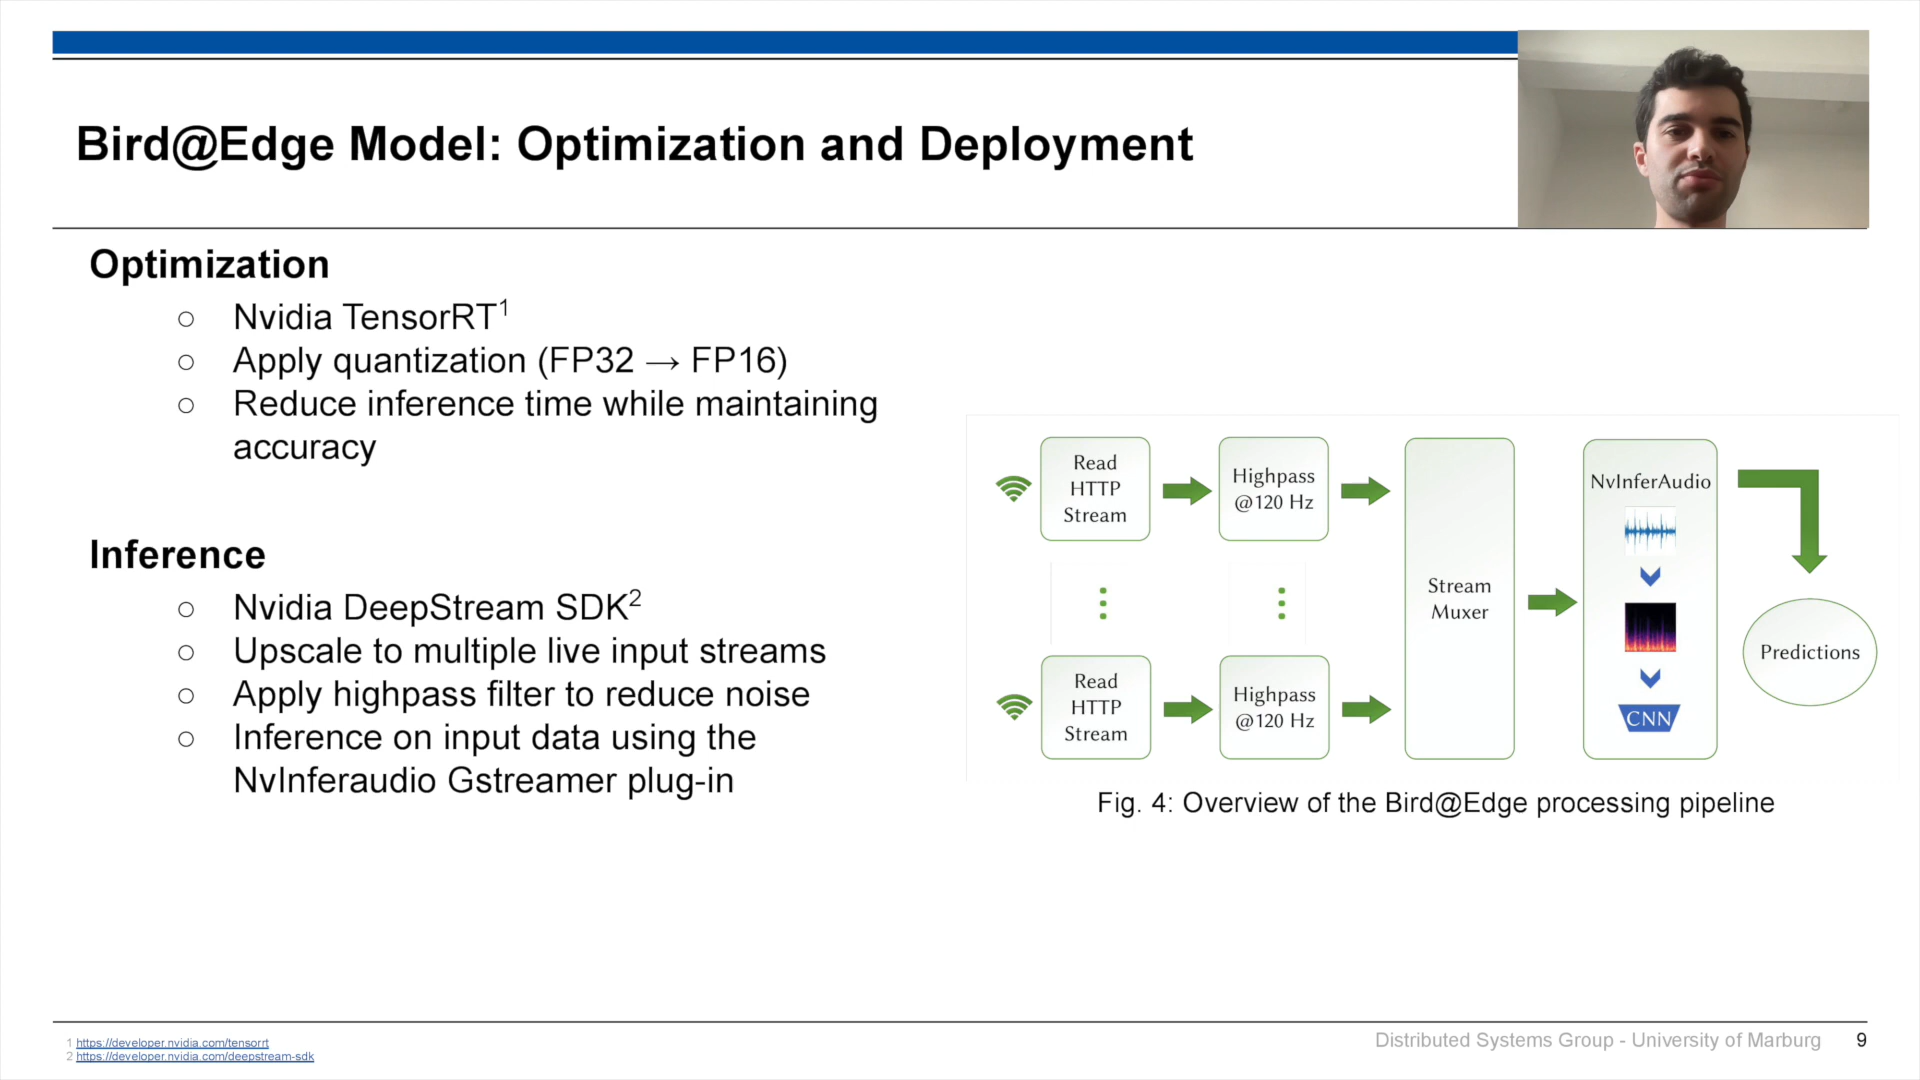 Bird@Edge Model: Optimization and Deployment
Optimization
○ Nvidia TensorRT¹
○ Apply quantization (FP32 → FP16)
○ Reduce inference time while maintaining
accuracy
Inference
○ Nvidia DeepStream SDK²
○ Upscale to multiple live input streams
○ Apply highpass filter to reduce noise
○ Inference on input data using the
NvInferaudio Gstreamer plug-in
Read
HTTP
Stream
Highpass
@120 Hz
Read
HTTP
Stream
Highpass
@120 Hz
Stream
Muxer
NvInferAudio
CNN
Predictions
Fig. 4: Overview of the Bird@Edge processing pipeline
1 https://developer.nvidia.com/tensorrt
2 https://developer.nvidia.com/deepstream-sdk
Distributed Systems Group - University of Marburg 9